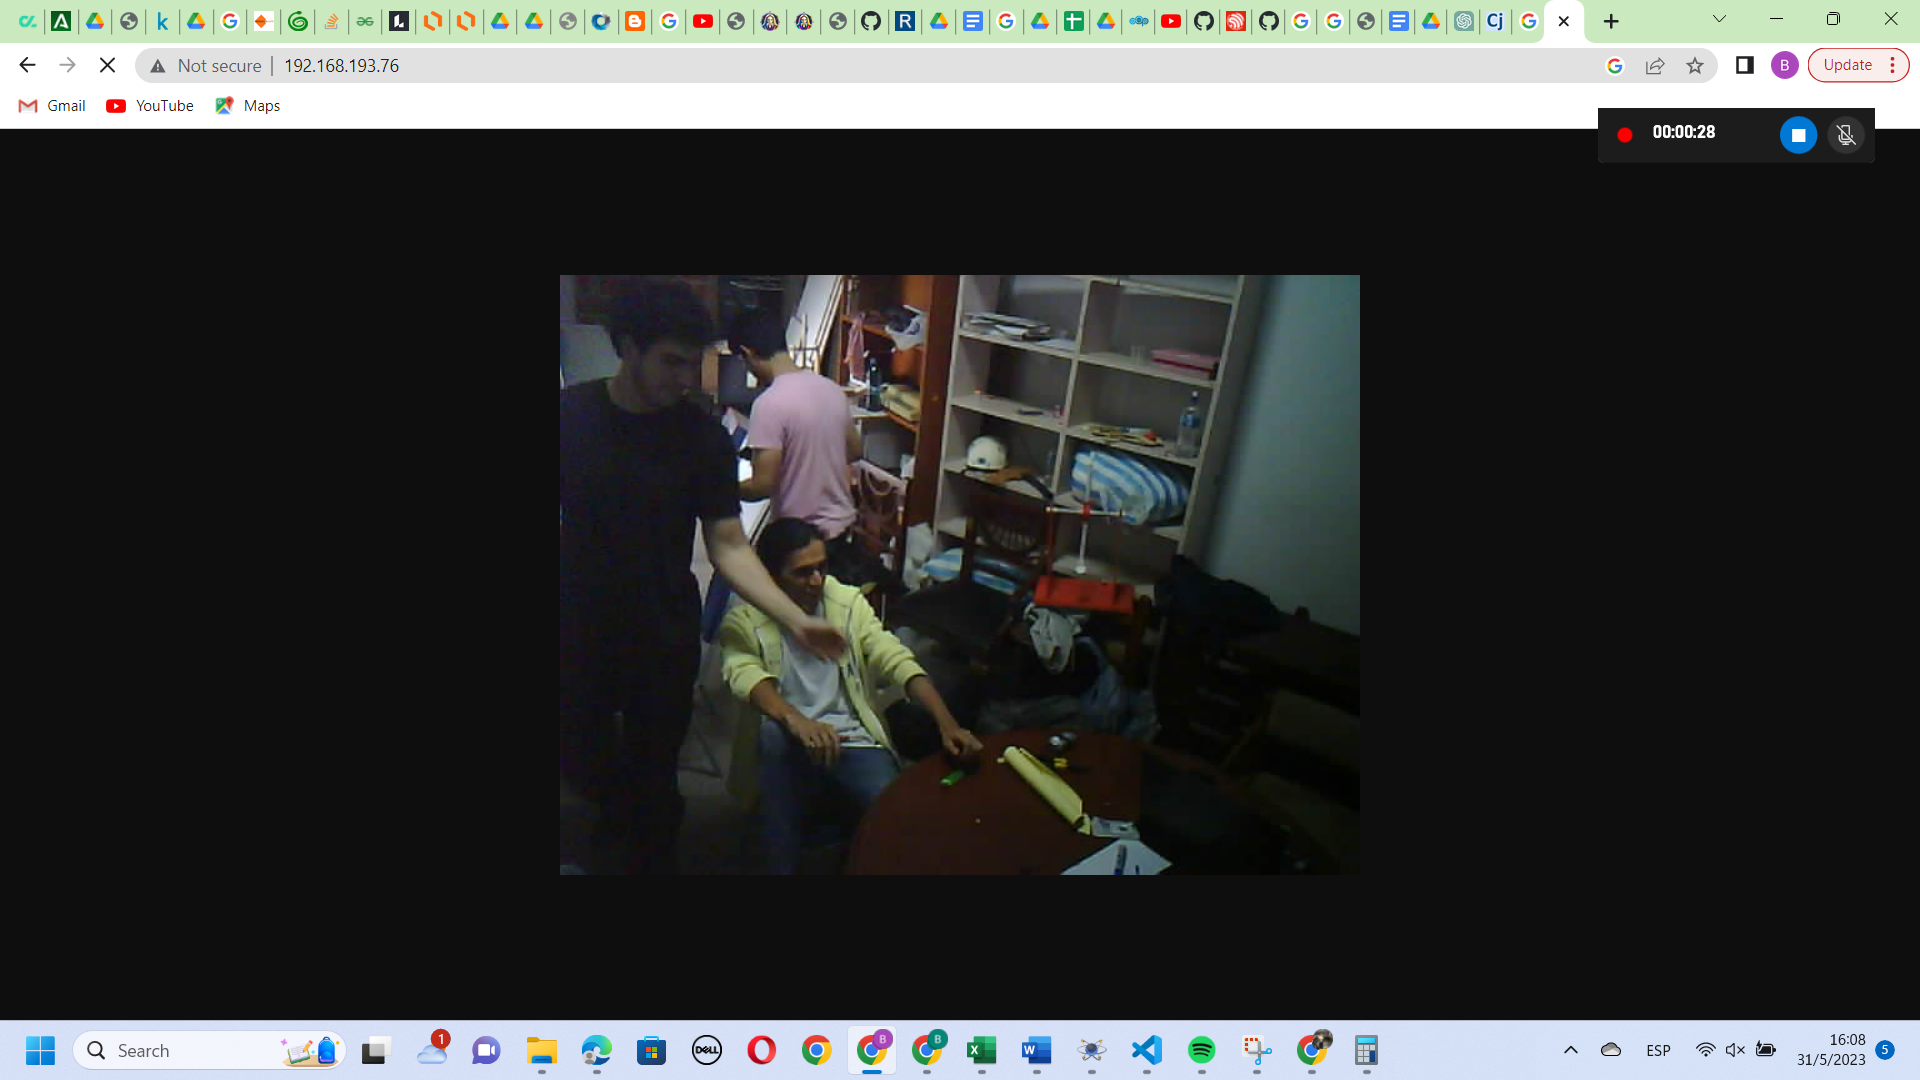 Not secure 192.168.193.76
Update
Gmail YouTube Maps
00:00:28
Search
ESP
16:08
31/5/2023